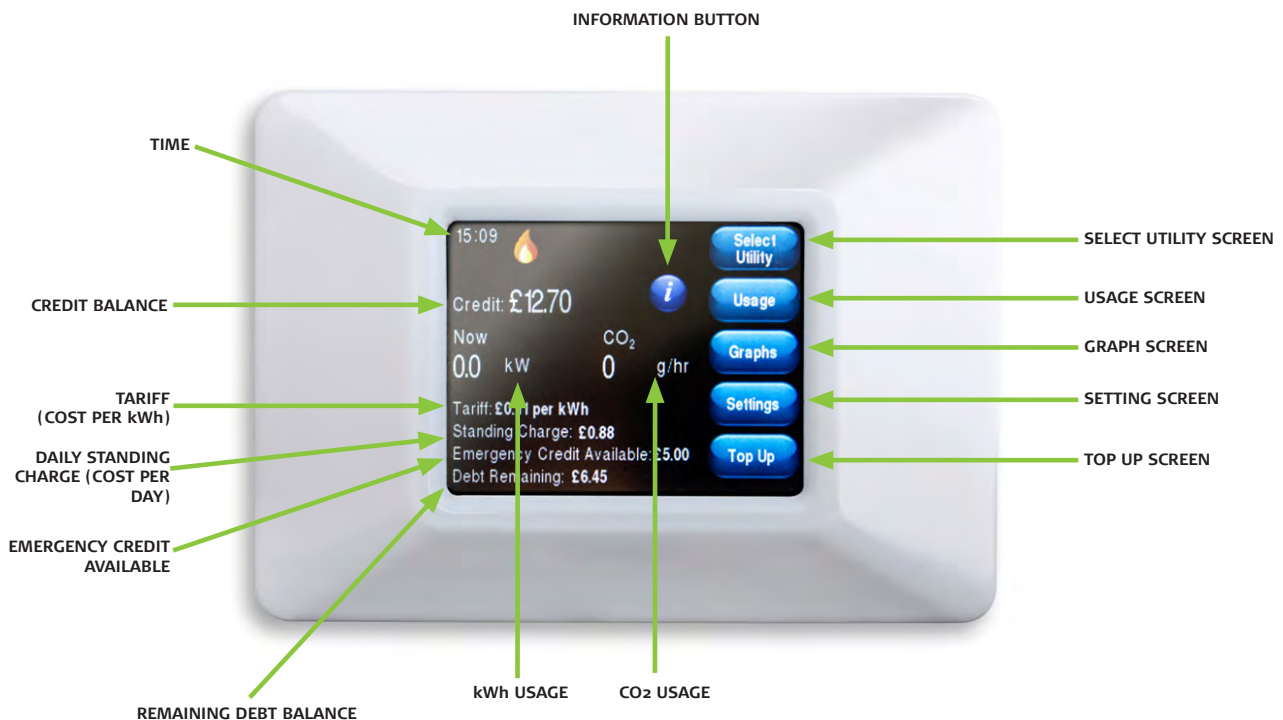 INFORMATION BUTTON
TIME
CREDIT BALANCE
TARIFF
(COST PER kWh)
DAILY STANDING
CHARGE (COST PER
DAY)
EMERGENCY CREDIT
AVAILABLE
REMAINING DEBT BALANCE
15:09
Credit: £12.70
i
Now
CO₂
0.0 kW
0 g/hr
Tariff: per kWh
Standing Charge: £0.88
Emergency Credit Available: £5.00
Debt Remaining: £6.45
Select
Utility
Usage
Graphs
Settings
Top Up
SELECT UTILITY SCREEN
USAGE SCREEN
GRAPH SCREEN
SETTING SCREEN
TOP UP SCREEN
kWh USAGE
CO2 USAGE